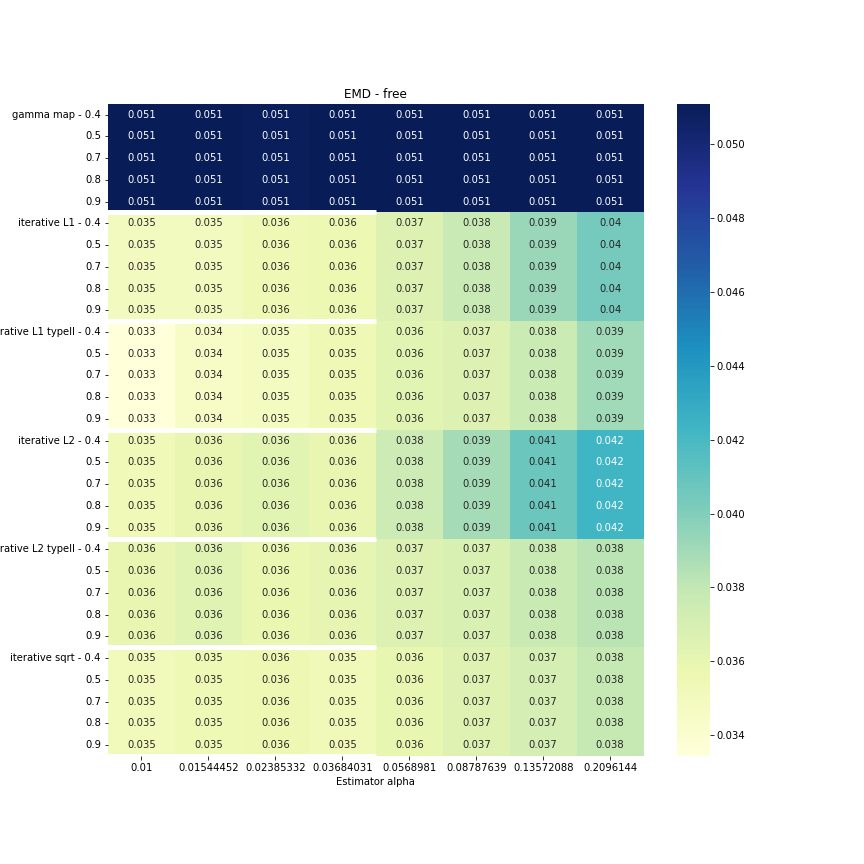 EMD - free
gamma map - 0.4 0.051 0.051 0.051 0.051 0.051 0.051 0.051 0.051
0.5 0.051 0.051 0.051 0.051 0.051 0.051 0.051 0.051
0.7 0.051 0.051 0.051 0.051 0.051 0.051 0.051 0.051
0.8 0.051 0.051 0.051 0.051 0.051 0.051 0.051 0.051
0.9 0.051 0.051 0.051 0.051 0.051 0.051 0.051 0.051
iterative L1 - 0.4 0.035 0.035 0.036 0.036 0.037 0.038 0.039 0.04
0.5 0.035 0.035 0.036 0.036 0.037 0.038 0.039 0.04
0.7 0.035 0.035 0.036 0.036 0.037 0.038 0.039 0.04
0.8 0.035 0.035 0.036 0.036 0.037 0.038 0.039 0.04
0.9 0.035 0.035 0.036 0.036 0.037 0.038 0.039 0.04
rative L1 typeII - 0.4 0.033 0.034 0.035 0.035 0.036 0.037 0.038 0.039
0.5 0.033 0.034 0.035 0.035 0.036 0.037 0.038 0.039
0.7 0.033 0.034 0.035 0.035 0.036 0.037 0.038 0.039
0.8 0.033 0.034 0.035 0.035 0.036 0.037 0.038 0.039
0.9 0.033 0.034 0.035 0.035 0.036 0.037 0.038 0.039
iterative L2 - 0.4 0.035 0.036 0.036 0.036 0.038 0.039 0.041 0.042
0.5 0.035 0.036 0.036 0.036 0.038 0.039 0.041 0.042
0.7 0.035 0.036 0.036 0.036 0.038 0.039 0.041 0.042
0.8 0.035 0.036 0.036 0.036 0.038 0.039 0.041 0.042
0.9 0.035 0.036 0.036 0.036 0.038 0.039 0.041 0.042
rative L2 typeII - 0.4 0.036 0.036 0.036 0.036 0.037 0.037 0.038 0.038
0.5 0.036 0.036 0.036 0.036 0.037 0.037 0.038 0.038
0.7 0.036 0.036 0.036 0.036 0.037 0.037 0.038 0.038
0.8 0.036 0.036 0.036 0.036 0.037 0.037 0.038 0.038
0.9 0.036 0.036 0.036 0.036 0.037 0.037 0.038 0.038
iterative sqrt - 0.4 0.035 0.035 0.036 0.035 0.036 0.037 0.037 0.038
0.5 0.035 0.035 0.036 0.035 0.036 0.037 0.037 0.038
0.7 0.035 0.035 0.036 0.035 0.036 0.037 0.037 0.038
0.8 0.035 0.035 0.036 0.035 0.036 0.037 0.037 0.038
0.9 0.035 0.035 0.036 0.035 0.036 0.037 0.037 0.038
0.01 0.01544452 0.02385332 0.03684031 0.0568981 0.08787639 0.13572088 0.2096144
Estimator alpha
0.050
0.048
0.046
0.044
0.042
0.040
0.038
0.036
0.034